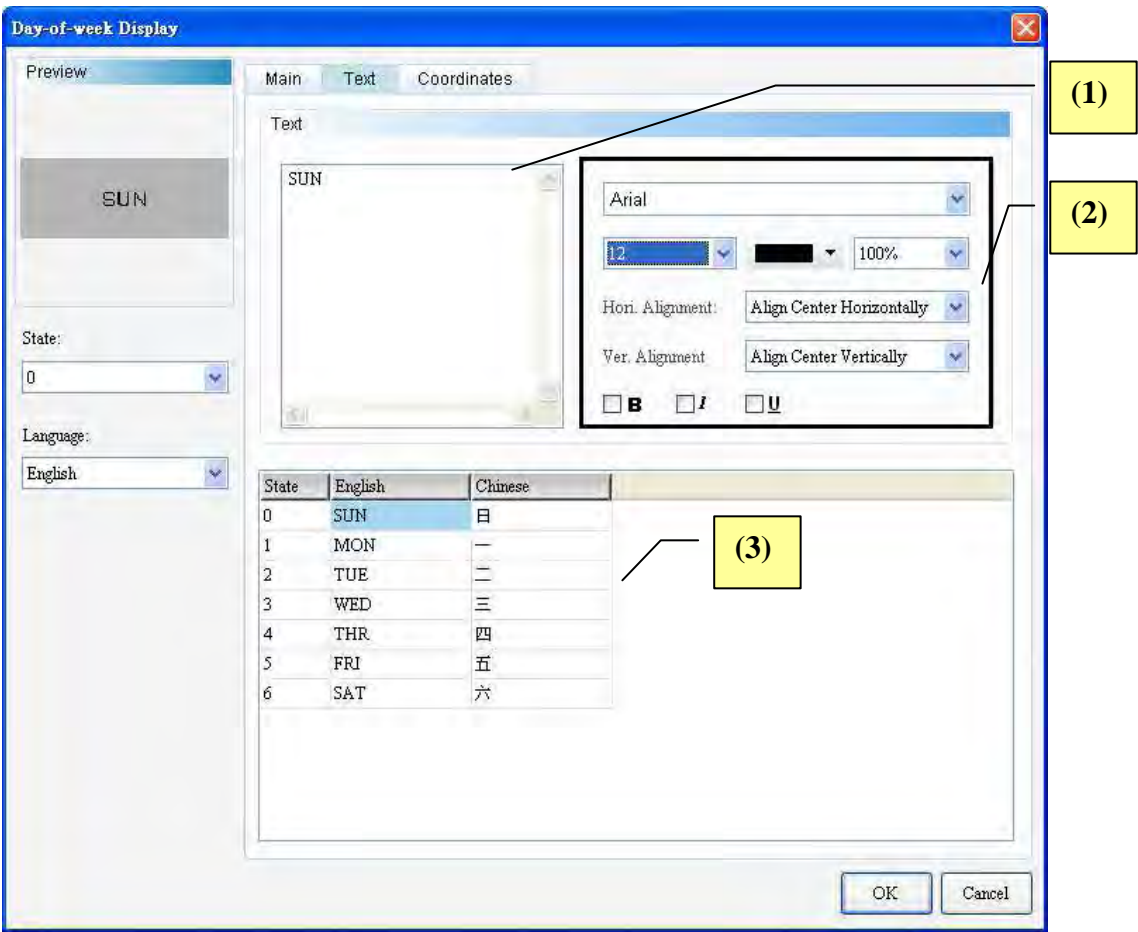 Day-of-week Display
Preview
SUN
State:
0
Language:
English
Main Text Coordinates
Text
SUN
Arial
12 100%
Hori. Alignment: Align Center Horizontally
Ver. Alignment Align Center Vertically
B I U
State English Chinese
0 SUN 日
1 MON 一
2 TUE 二
3 WED 三
4 THR 四
5 FRI 五
6 SAT 六
OK Cancel
(1)
(2)
(3)